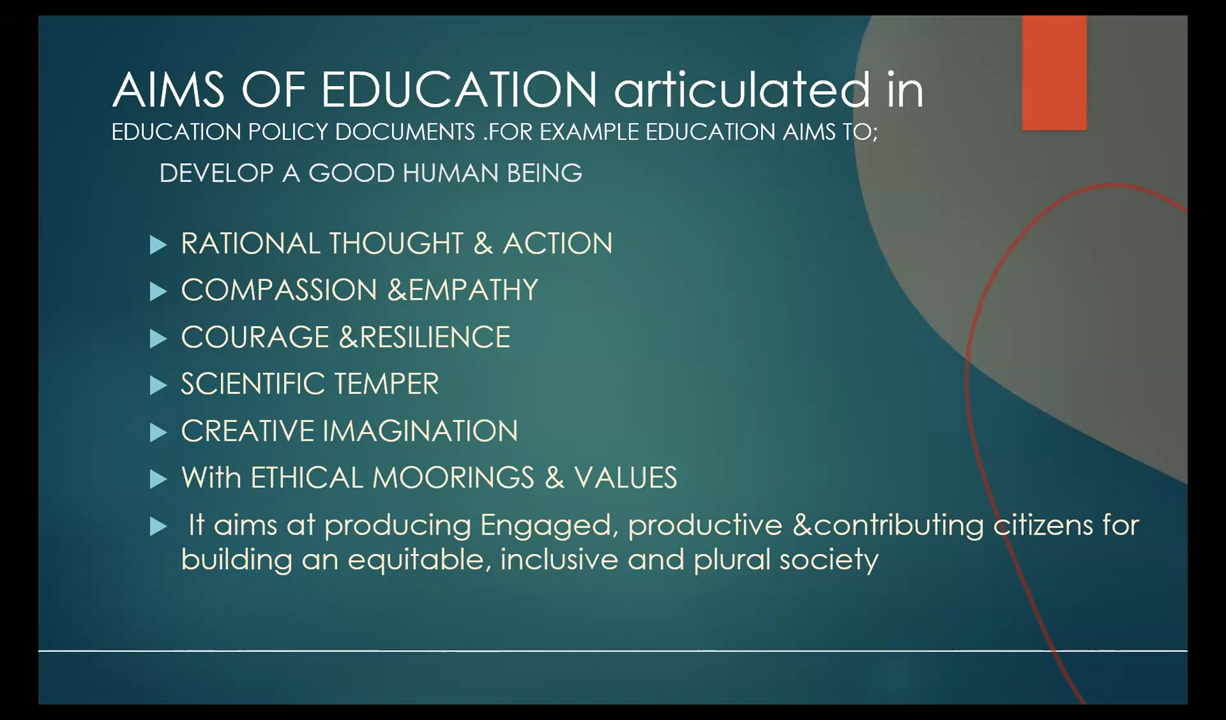 AIMS OF EDUCATION articulated in
EDUCATION POLICY DOCUMENTS .FOR EXAMPLE EDUCATION AIMS TO;
DEVELOP A GOOD HUMAN BEING
RATIONAL THOUGHT & ACTION
COMPASSION &EMPATHY
COURAGE &RESILIENCE
SCIENTIFIC TEMPER
CREATIVE IMAGINATION
With ETHICAL MOORINGS & VALUES
It aims at producing Engaged, productive &contributing citizens for
building an equitable, inclusive and plural society